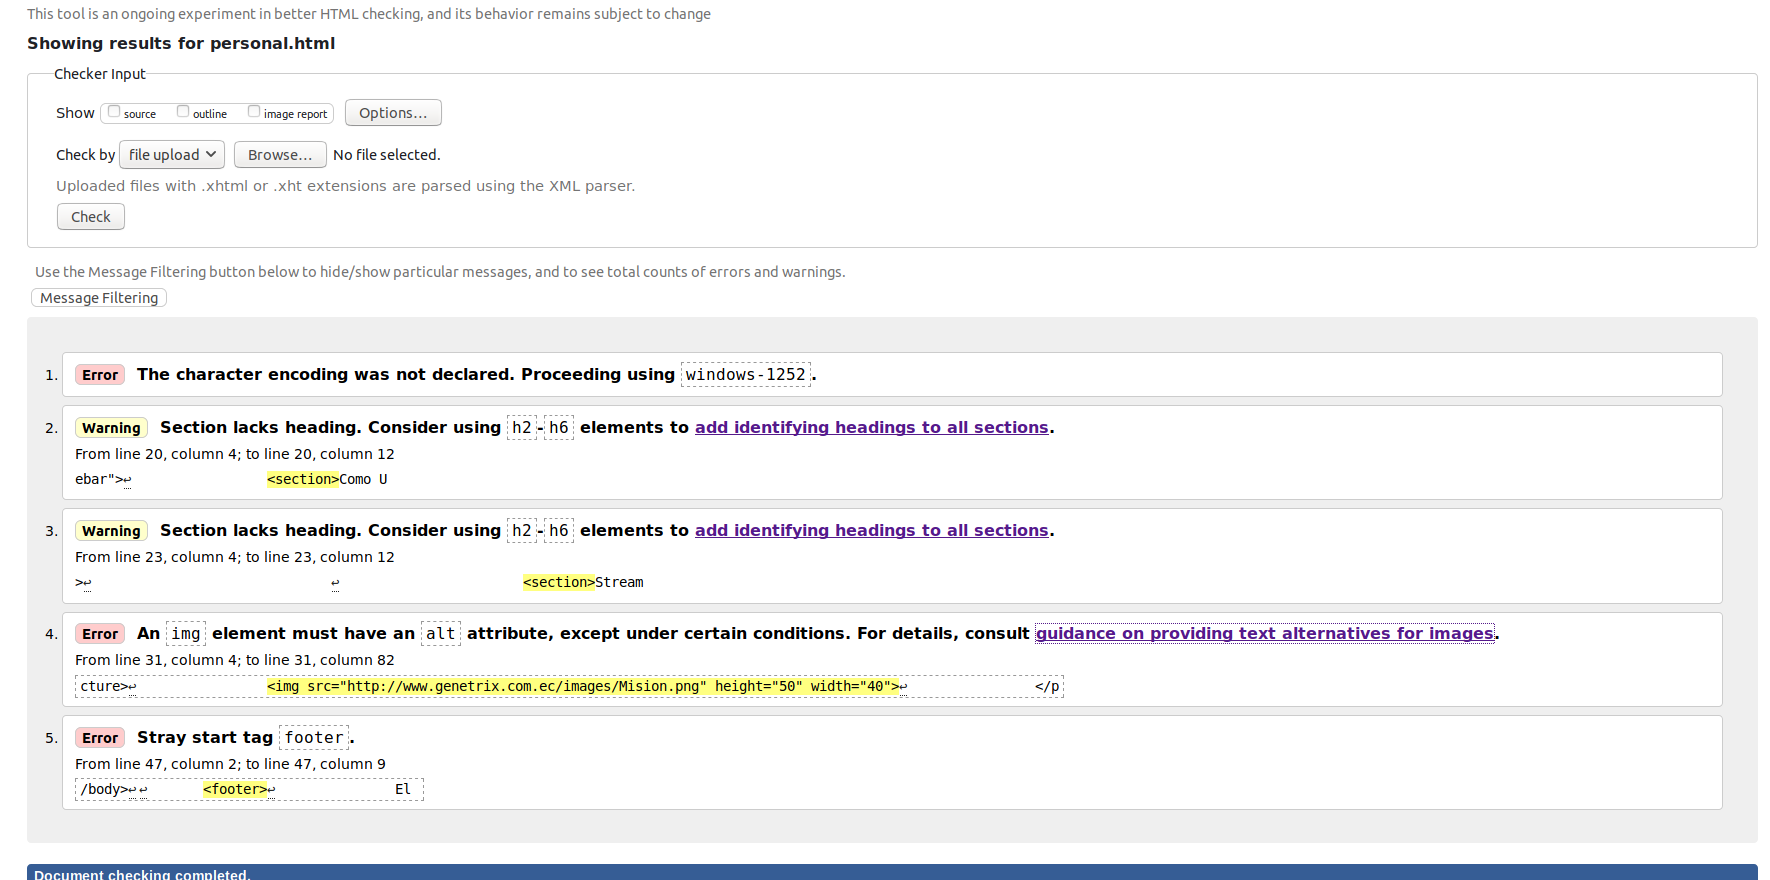 This tool is an ongoing experiment in better HTML checking, and its behavior remains subject to change
Showing results for personal.html
Checker Input
Show source outline image report Options...
Check by file upload Browse... No file selected.
Uploaded files with .xhtml or .xht extensions are parsed using the XML parser.
Check
Use the Message Filtering button below to hide/show particular messages, and to see total counts of errors and warnings.
Message Filtering
1. Error The character encoding was not declared. Proceeding using windows-1252.
2. Warning Section lacks heading. Consider using h2-h6 elements to add identifying headings to all sections.
From line 20, column 4; to line 20, column 12
ebar">↩ <section>Como U
3. Warning Section lacks heading. Consider using h2-h6 elements to add identifying headings to all sections.
From line 23, column 4; to line 23, column 12
>↩ ↩ <section>Stream
4. Error An img element must have an alt attribute, except under certain conditions. For details, consult guidance on providing text alternatives for images.
From line 31, column 4; to line 31, column 82
cture>↩ <img src="http://www.genetrix.com.ec/images/Mision.png" height="50" width="40">↩ </p
5. Error Stray start tag footer.
From line 47, column 2; to line 47, column 9
/body>↩↩ <footer>↩ El
Document checking completed.